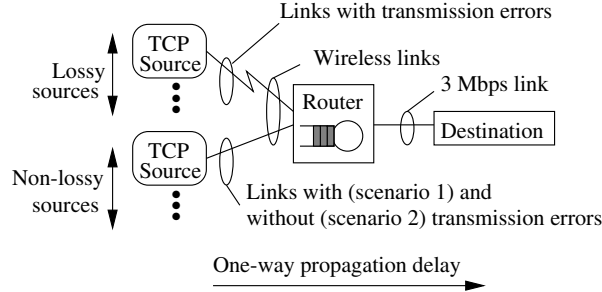 Links with transmission errors
TCP
Source
Lossy
sources
Wireless links
3 Mbps link
Router
Destination
TCP
Source
Non-lossy
sources
Links with (scenario 1) and
without (scenario 2) transmission errors
One-way propagation delay